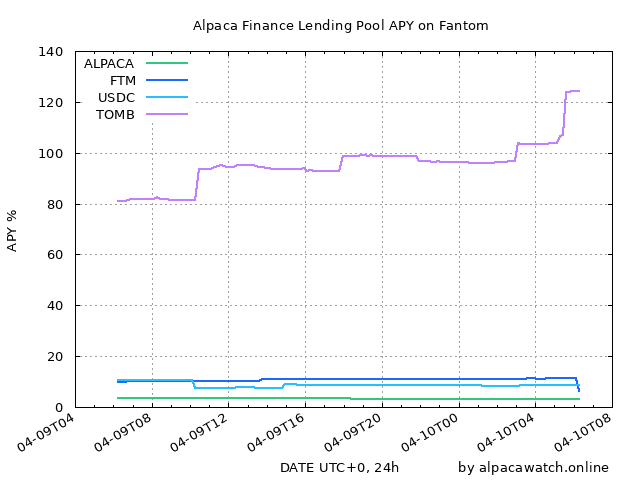 Alpaca Finance Lending Pool APY on Fantom
140
120
100
80
60
40
20
0
APY %
ALPACA
FTM
USDC
TOMB
04-09T04
04-09T08
04-09T12
04-09T16
04-09T20
04-10T00
04-10T04
04-10T08
DATE UTC+0, 24h
by alpacawatch.online